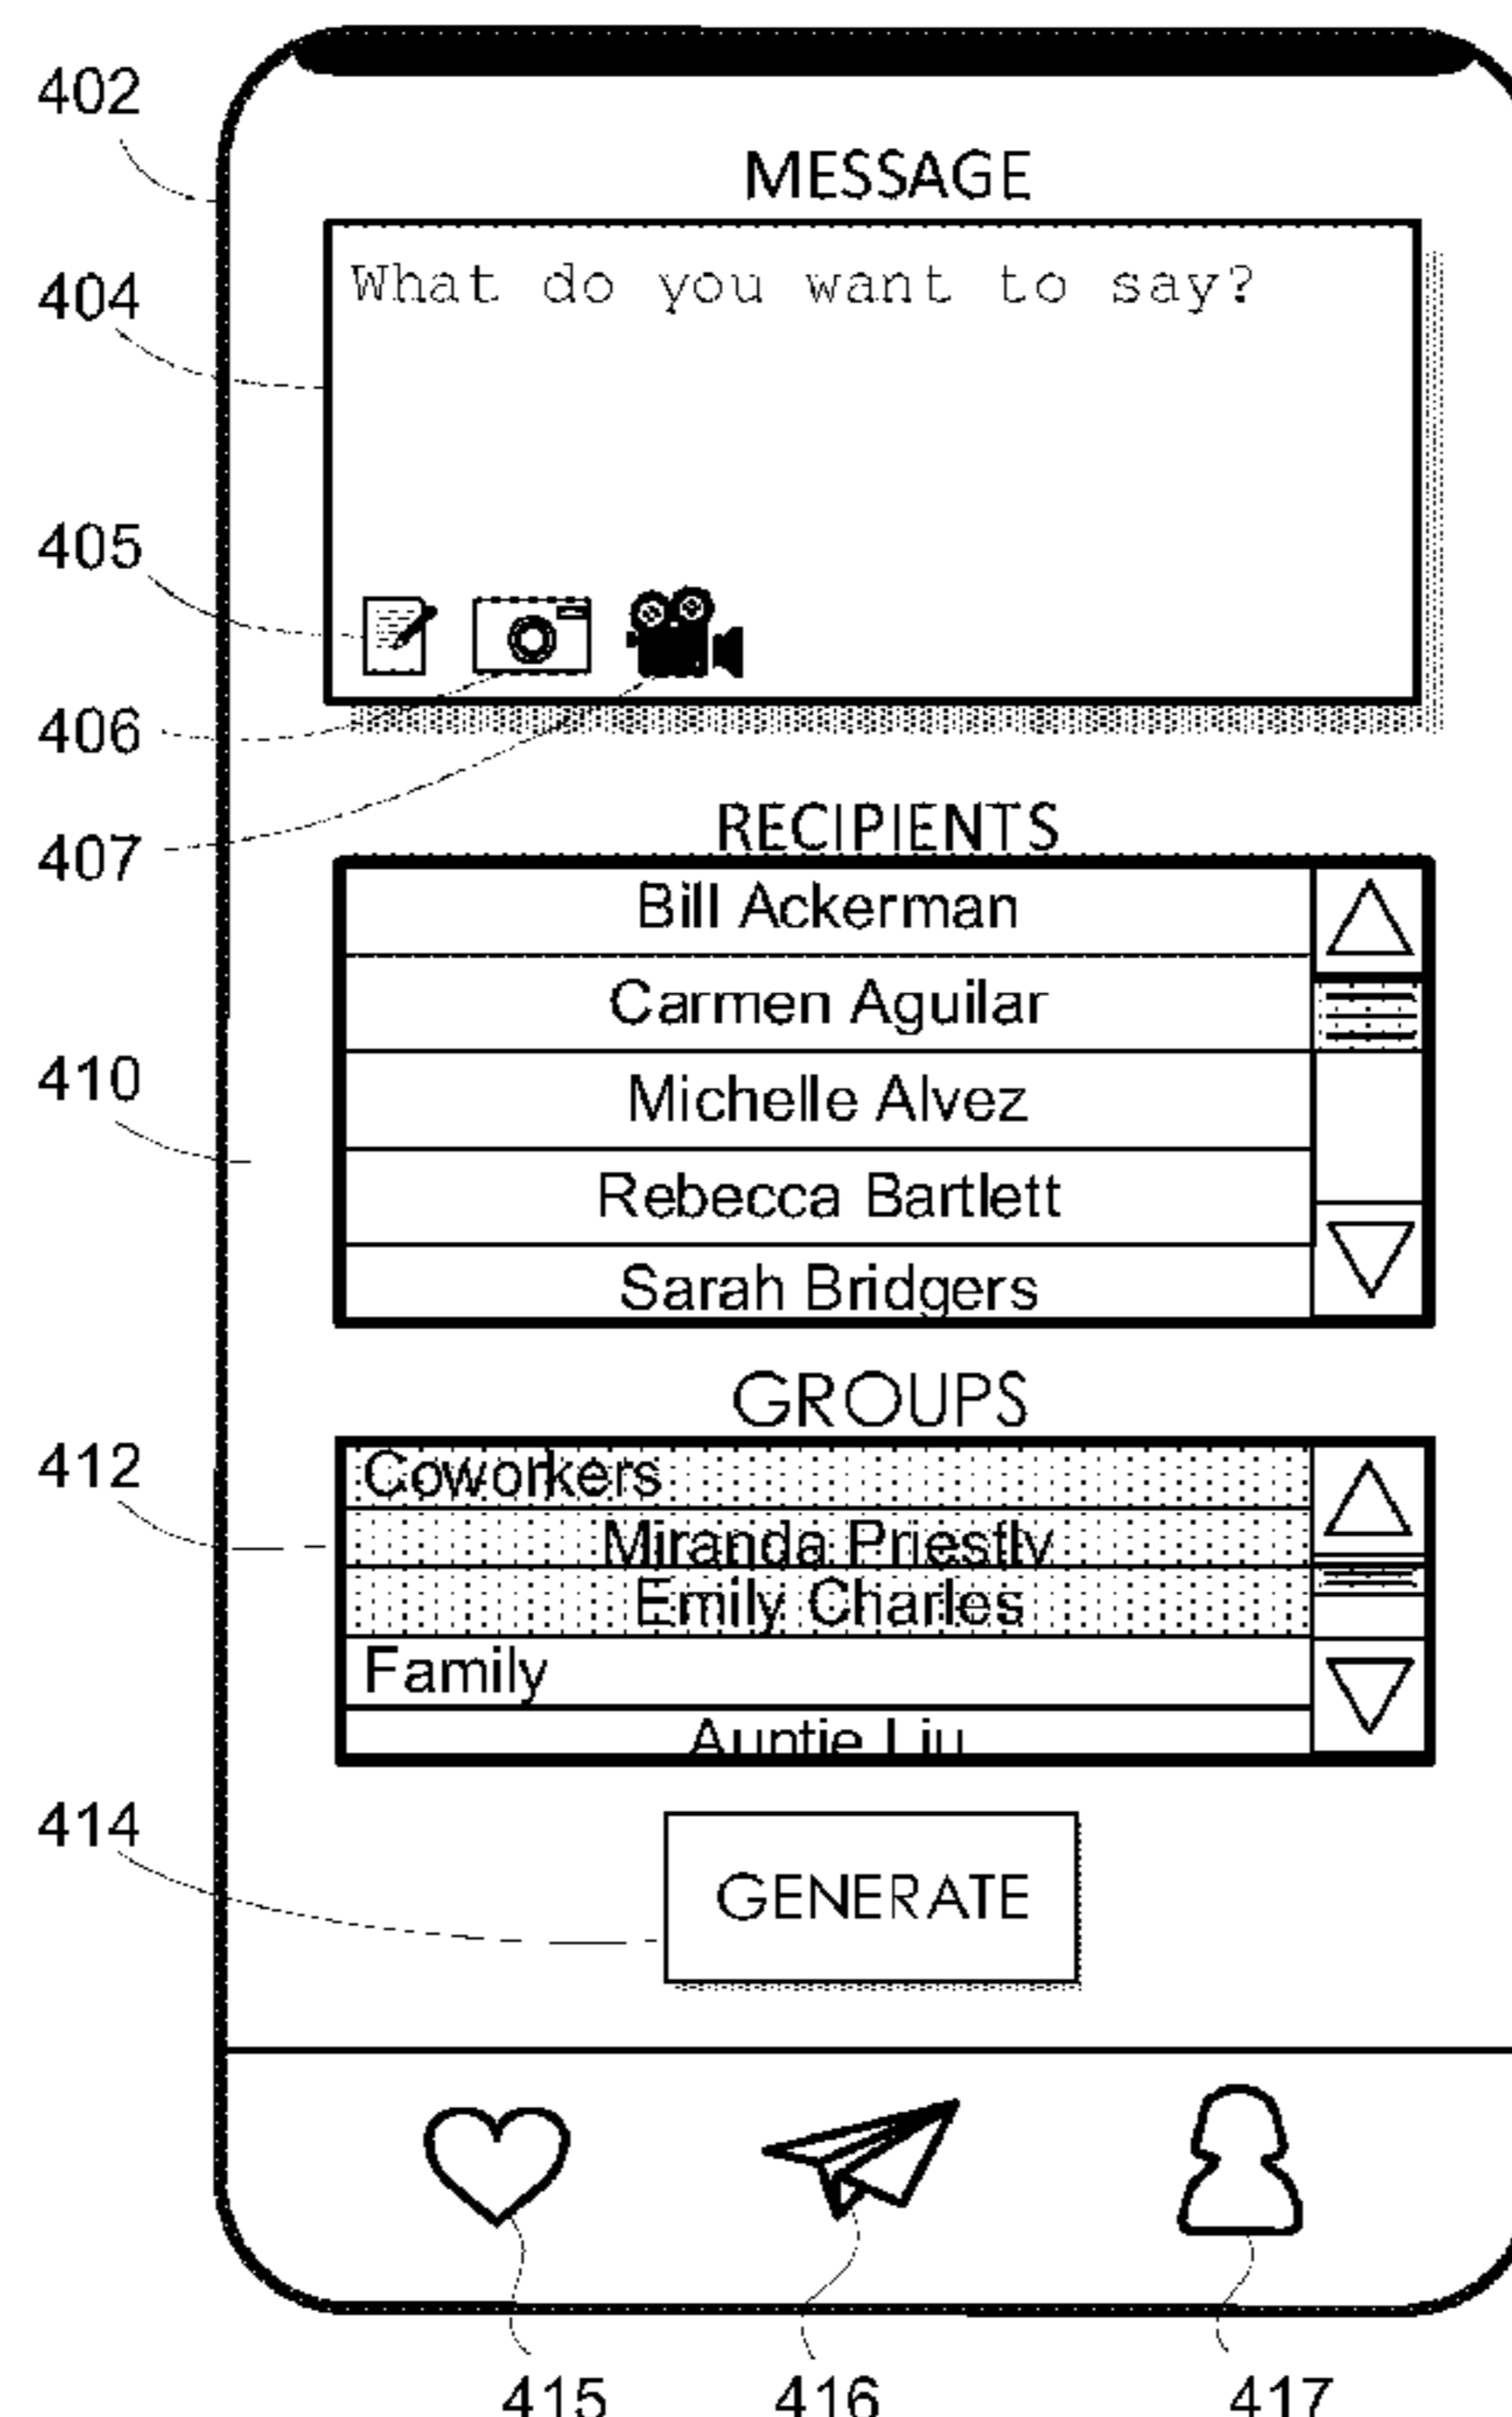 402
MESSAGE
404
What do you want to say?
405
406
407
RECIPIENTS
Bill Ackerman
Carmen Aguilar
410
Michelle Alvez
Rebecca Bartlett
Sarah Bridgers
GROUPS
412
Coworkers
Miranda Priestly
Emily Charles
Family
Auntie Liu
414
GENERATE
415
416
417